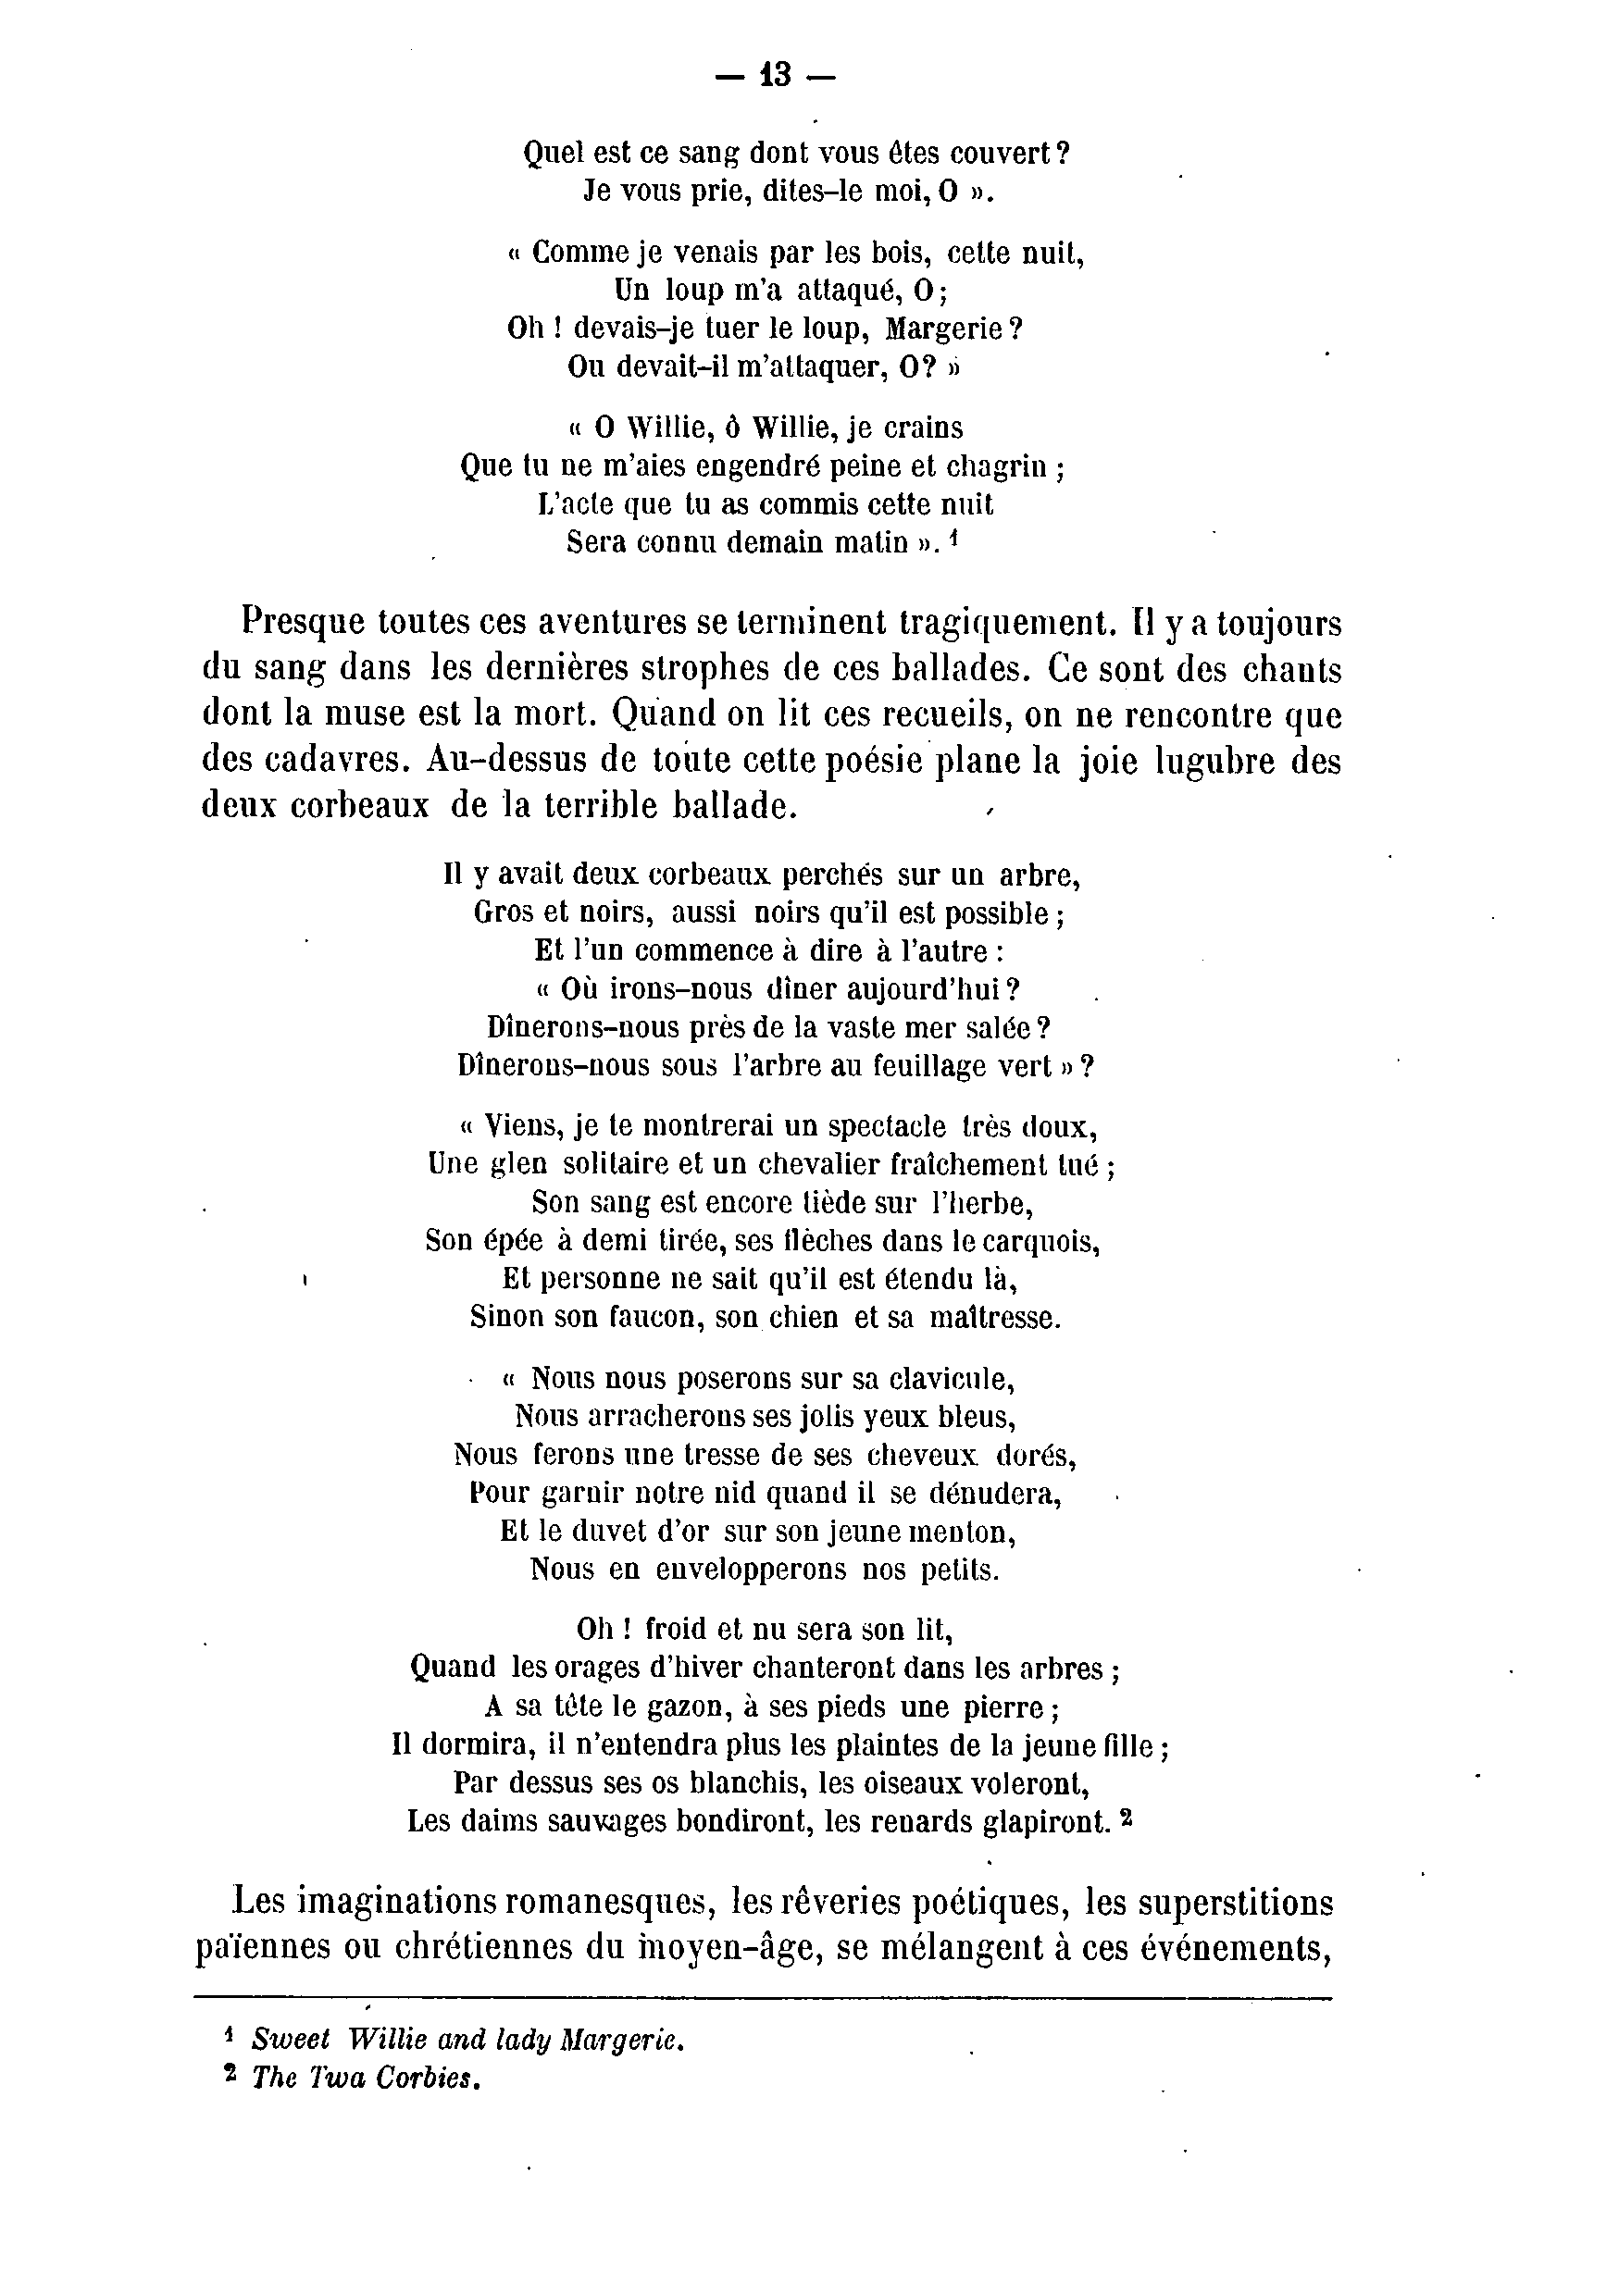 — 13 —
Quel est ce sang dont vous êtes couvert ?
Je vous prie, dites-le moi, O ».
« Comme je venais par les bois, cette nuit,
Un loup m'a attaqué, O ;
Oh ! devais-je tuer le loup, Margerie ?
Ou devait-il m'attaquer, O? »
« O Willie, ô Willie, je crains
Que tu ne m'aies engendré peine et chagrin ;
L'acte que tu as commis cette nuit
Sera connu demain matin ». 1
Presque toutes ces aventures se terminent tragiquement. Il y a toujours
du sang dans les dernières strophes de ces ballades. Ce sont des chants
dont la muse est la mort. Quand on lit ces recueils, on ne rencontre que
des cadavres. Au-dessus de toute cette poésie plane la joie lugubre des
deux corbeaux de la terrible ballade.
Il y avait deux corbeaux perchés sur un arbre,
Gros et noirs, aussi noirs qu'il est possible ;
Et l'un commence à dire à l'autre :
« Où irons-nous dîner aujourd'hui ?
Dînerons-nous près de la vaste mer salée ?
Dînerons-nous sous l'arbre au feuillage vert » ?
« Viens, je te montrerai un spectacle très doux,
Une glen solitaire et un chevalier fraîchement tué ;
Son sang est encore tiède sur l'herbe,
Son épée à demi tirée, ses flèches dans le carquois,
Et personne ne sait qu'il est étendu là,
Sinon son faucon, son chien et sa maîtresse.
« Nous nous poserons sur sa clavicule,
Nous arracherons ses jolis yeux bleus,
Nous ferons une tresse de ses cheveux dorés,
Pour garnir notre nid quand il se dénudera,
Et le duvet d'or sur son jeune menton,
Nous en envelopperons nos petits.
Oh ! froid et nu sera son lit,
Quand les orages d'hiver chanteront dans les arbres ;
A sa tête le gazon, à ses pieds une pierre ;
Il dormira, il n'entendra plus les plaintes de la jeune fille ;
Par dessus ses os blanchis, les oiseaux voleront,
Les daims sauvages bondiront, les renards glapiront. 2
Les imaginations romanesques, les rêveries poétiques, les superstitions
païennes ou chrétiennes du moyen-âge, se mélangent à ces événements,
1 Sweet Willie and lady Margerie.
2 The Twa Corbies.